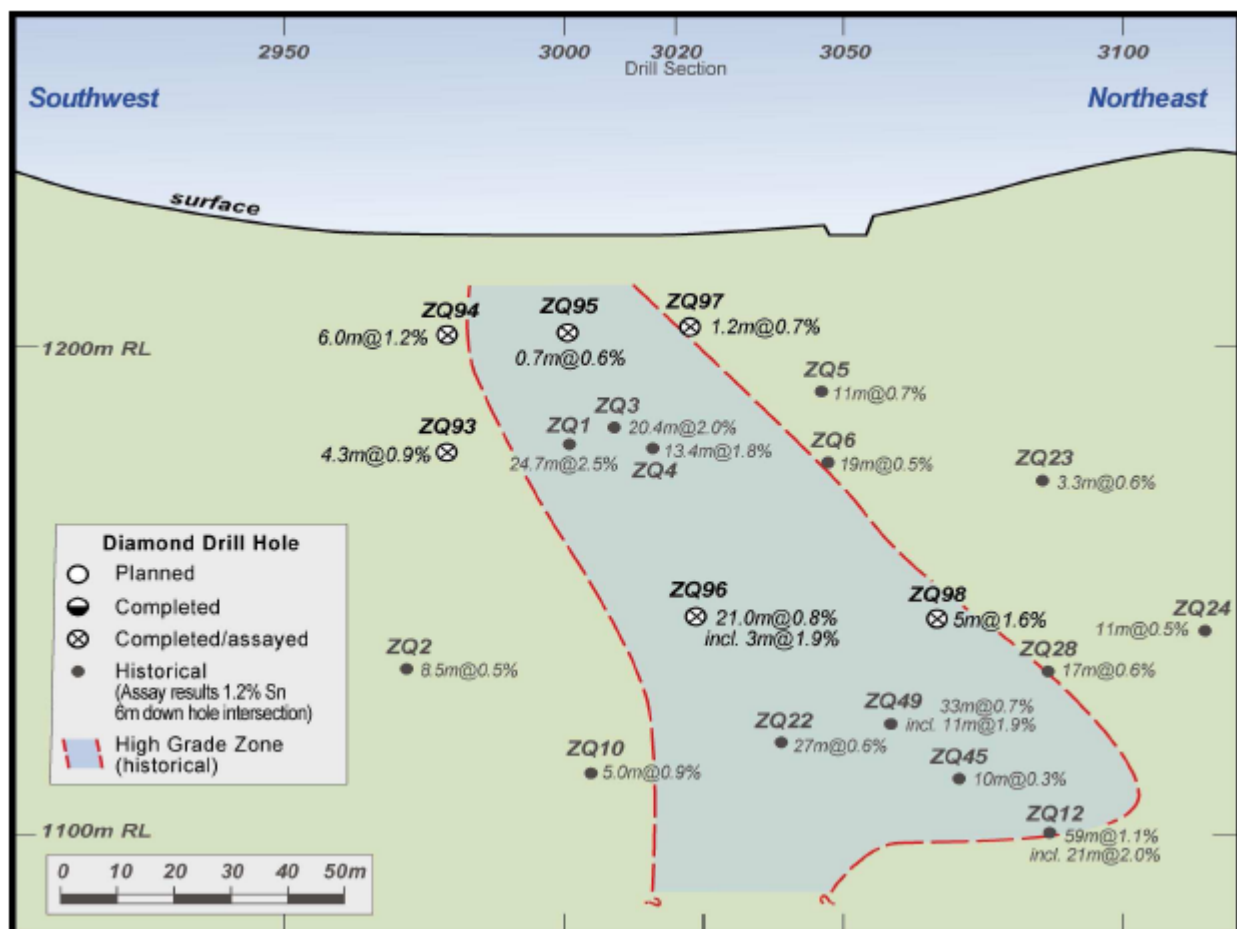 2950 3000 3020 3050 3100
Drill Section
Southwest Northeast
surface
ZQ94 ZQ95 ZQ97
6.0m@1.2% 1.2m@0.7%
0.7m@0.6%
1200m RL
ZQ5
11m@0.7%
ZQ3
20.4m@2.0%
ZQ93 ZQ1 ZQ6
4.3m@0.9% 24.7m@2.5% 13.4m@1.8% 19m@0.5%
ZQ4
ZQ23
3.3m@0.6%
Diamond Drill Hole
Planned
Completed
Completed/assayed
Historical
(Assay results 1.2% Sn
6m down hole intersection)
High Grade Zone
(historical)
ZQ96 ZQ98 ZQ24
21.0m@0.8% 5m@1.6% 11m@0.5%
incl. 3m@1.9%
ZQ2 ZQ28
8.5m@0.5% 17m@0.6%
ZQ49 33m@0.7%
incl. 11m@1.9%
ZQ22
27m@0.6%
ZQ10 ZQ45
5.0m@0.9% 10m@0.3%
ZQ12
1100m RL 59m@1.1%
incl. 21m@2.0%
0 10 20 30 40 50m
? ?